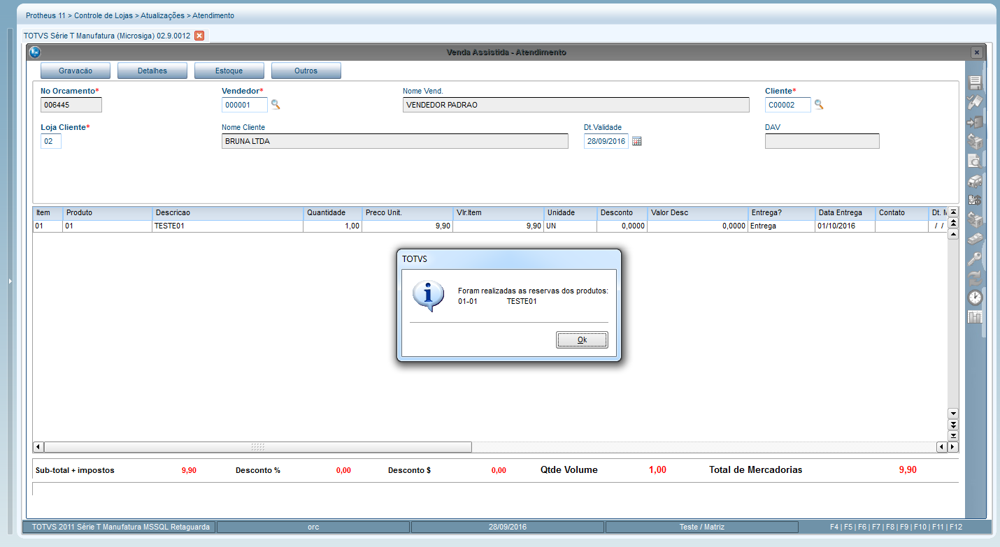 Protheus 11 > Controle de Lojas > Atualizações > Atendimento
TOTVS Série T Manufatura (Microsiga) 02.9.0012
Venda Assistida - Atendimento
Gravacão Detalhes Estoque Outros
No Orcamento* Vendedor* Nome Vend. Cliente*
006445 000001 VENDEDOR PADRAO C00002
Loja Cliente* Nome Cliente Dt.Validade DAV
02 BRUNA LTDA 28/09/2016
Item Produto Descricao Quantidade Preco Unit. Vlr.Item Unidade Desconto Valor Desc Entrega? Data Entrega Contato Dt.
01 01 TESTE01 1,00 9,90 9,90 UN 0,0000 0,0000 Entrega 01/10/2016 / /
TOTVS
Foram realizadas as reservas dos produtos:
01-01 TESTE01
Ok
Sub-total + impostos 9,90 Desconto % 0,00 Desconto $ 0,00 Qtde Volume 1,00 Total de Mercadorias 9,90
TOTVS 2011 Série T Manufatura MSSQL Retaguarda orc 28/09/2016 Teste / Matriz F4 | F5 | F6 | F7 | F8 | F9 | F10 | F11 | F12